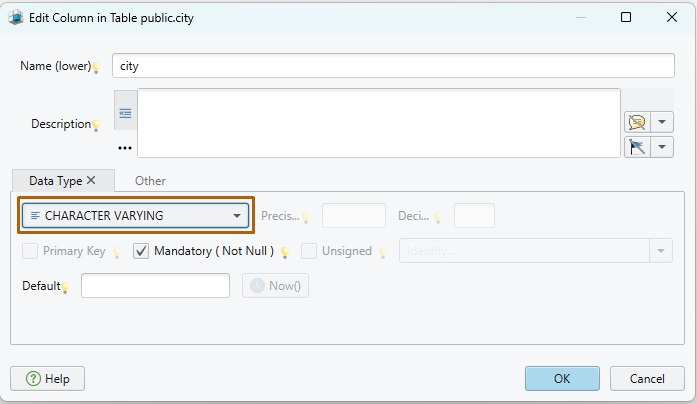 Edit Column in Table public.city
Name (lower)
city
Description
Data Type
Other
CHARACTER VARYING
Precis...
Deci...
Primary Key
Mandatory ( Not Null )
Unsigned
Identity...
Default
Now()
Help
OK
Cancel